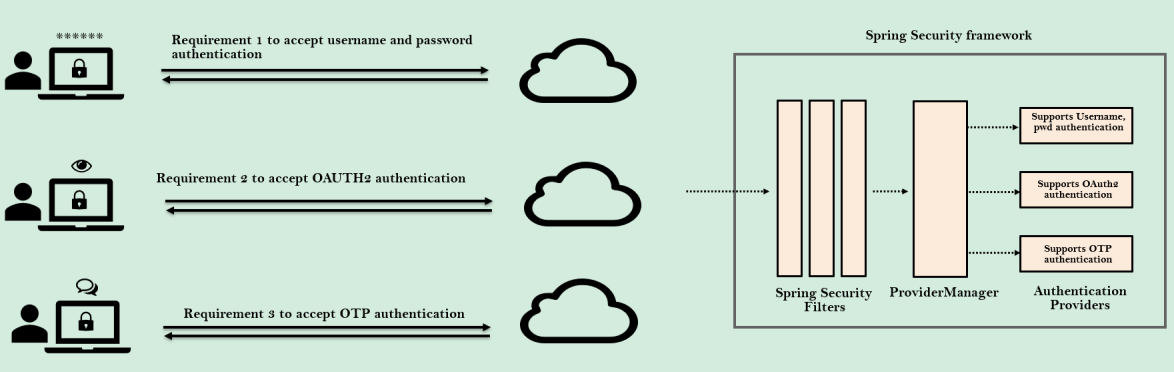 ******
Requirement 1 to accept username and password
authentication
Requirement 2 to accept OAUTH2 authentication
Requirement 3 to accept OTP authentication
Spring Security framework
Supports Username,
pwd authentication
Supports OAuth2
authentication
Supports OTP
authentication
Spring Security
Filters
ProviderManager
Authentication
Providers